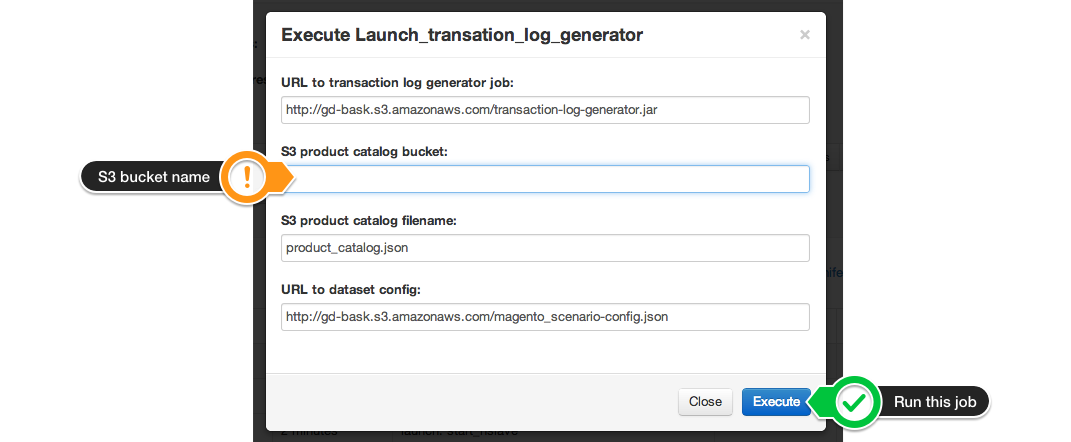 Execute Launch_transation_log_generator
×
URL to transaction log generator job:
http://gd-bask.s3.amazonaws.com/transaction-log-generator.jar
S3 product catalog bucket:
S3 bucket name
!
S3 product catalog filename:
product_catalog.json
URL to dataset config:
http://gd-bask.s3.amazonaws.com/magento_scenario-config.json
Close
Execute
Run this job
2 minutes